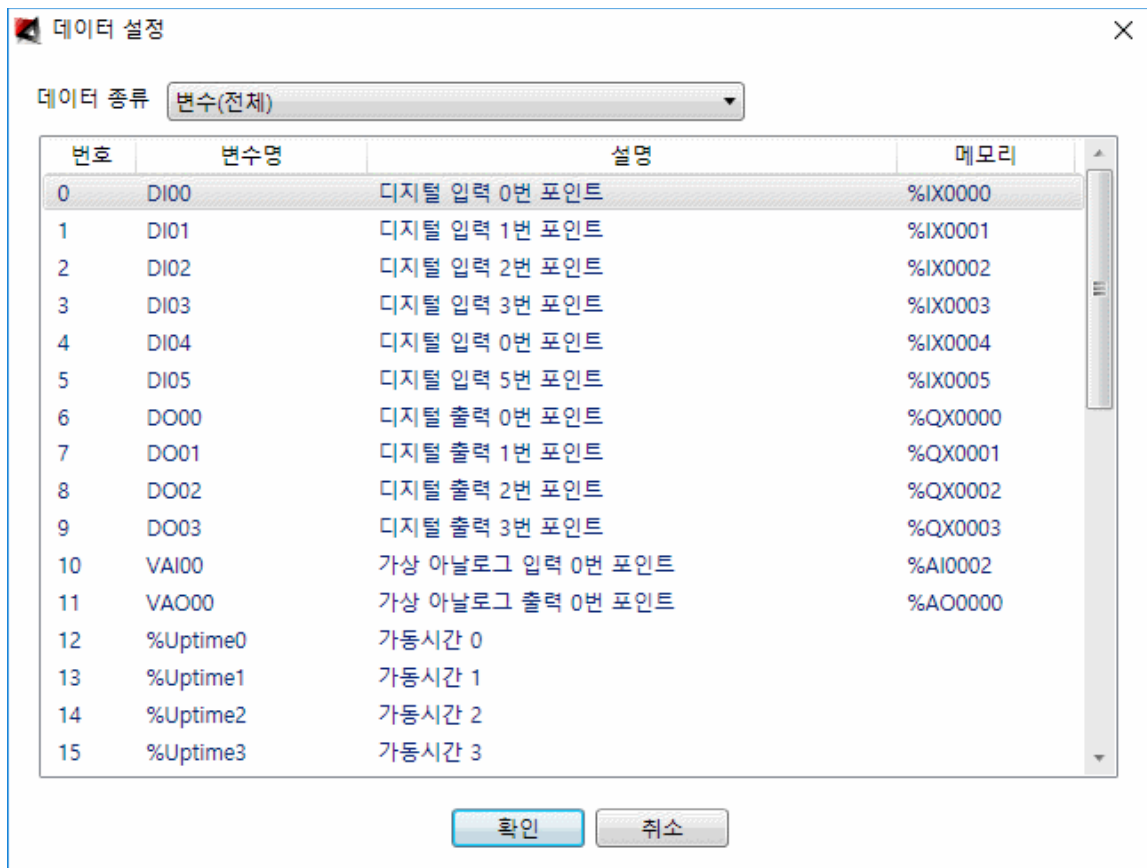 데이터 설정
데이터 종류 변수(전체)
번호 변수명 설명 메모리
0 DI00 디지털 입력 0번 포인트 %IX0000
1 DI01 디지털 입력 1번 포인트 %IX0001
2 DI02 디지털 입력 2번 포인트 %IX0002
3 DI03 디지털 입력 3번 포인트 %IX0003
4 DI04 디지털 입력 0번 포인트 %IX0004
5 DI05 디지털 입력 5번 포인트 %IX0005
6 DO00 디지털 출력 0번 포인트 %QX0000
7 DO01 디지털 출력 1번 포인트 %QX0001
8 DO02 디지털 출력 2번 포인트 %QX0002
9 DO03 디지털 출력 3번 포인트 %QX0003
10 VAI00 가상 아날로그 입력 0번 포인트 %AI0002
11 VAO00 가상 아날로그 출력 0번 포인트 %AO0000
12 %Uptime0 가동시간 0
13 %Uptime1 가동시간 1
14 %Uptime2 가동시간 2
15 %Uptime3 가동시간 3
확인 취소